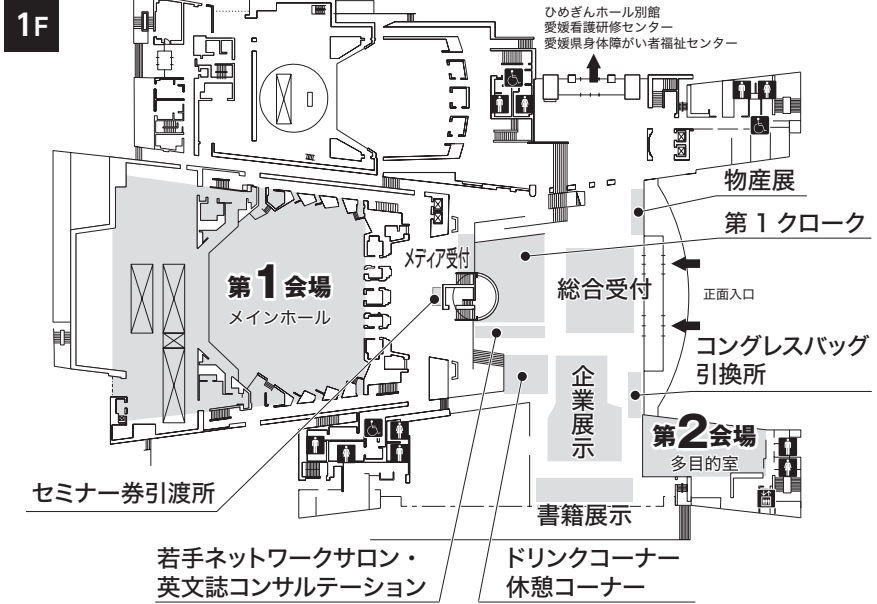 1F
ひめぎんホール別館
愛媛看護研修センター
愛媛県身体障がい者福祉センター
物産展
第1クローク
メディア受付
第1会場
メインホール
総合受付
正面入口
コングレスバッグ
引換所
企業展示
第2会場
多目的室
セミナー券引渡所
書籍展示
若手ネットワークサロン・
英文誌コンサルテーション
ドリンクコーナー
休憩コーナー